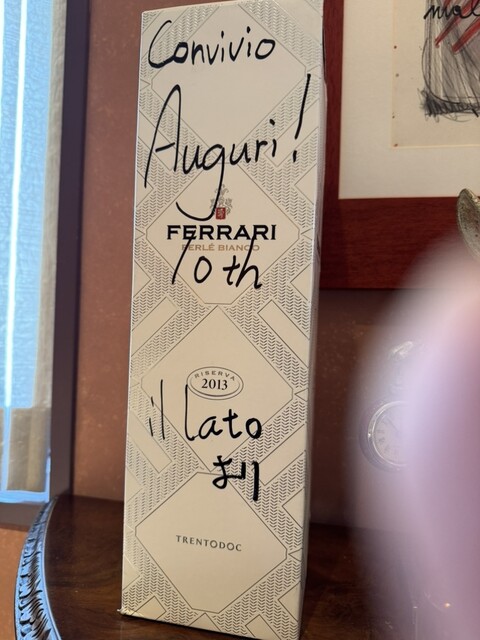 Convivio
Auguri!
FERRARI
PERLÉ BIANCO
10th
RISERVA
2013
il Lato
より
TRENTODOC